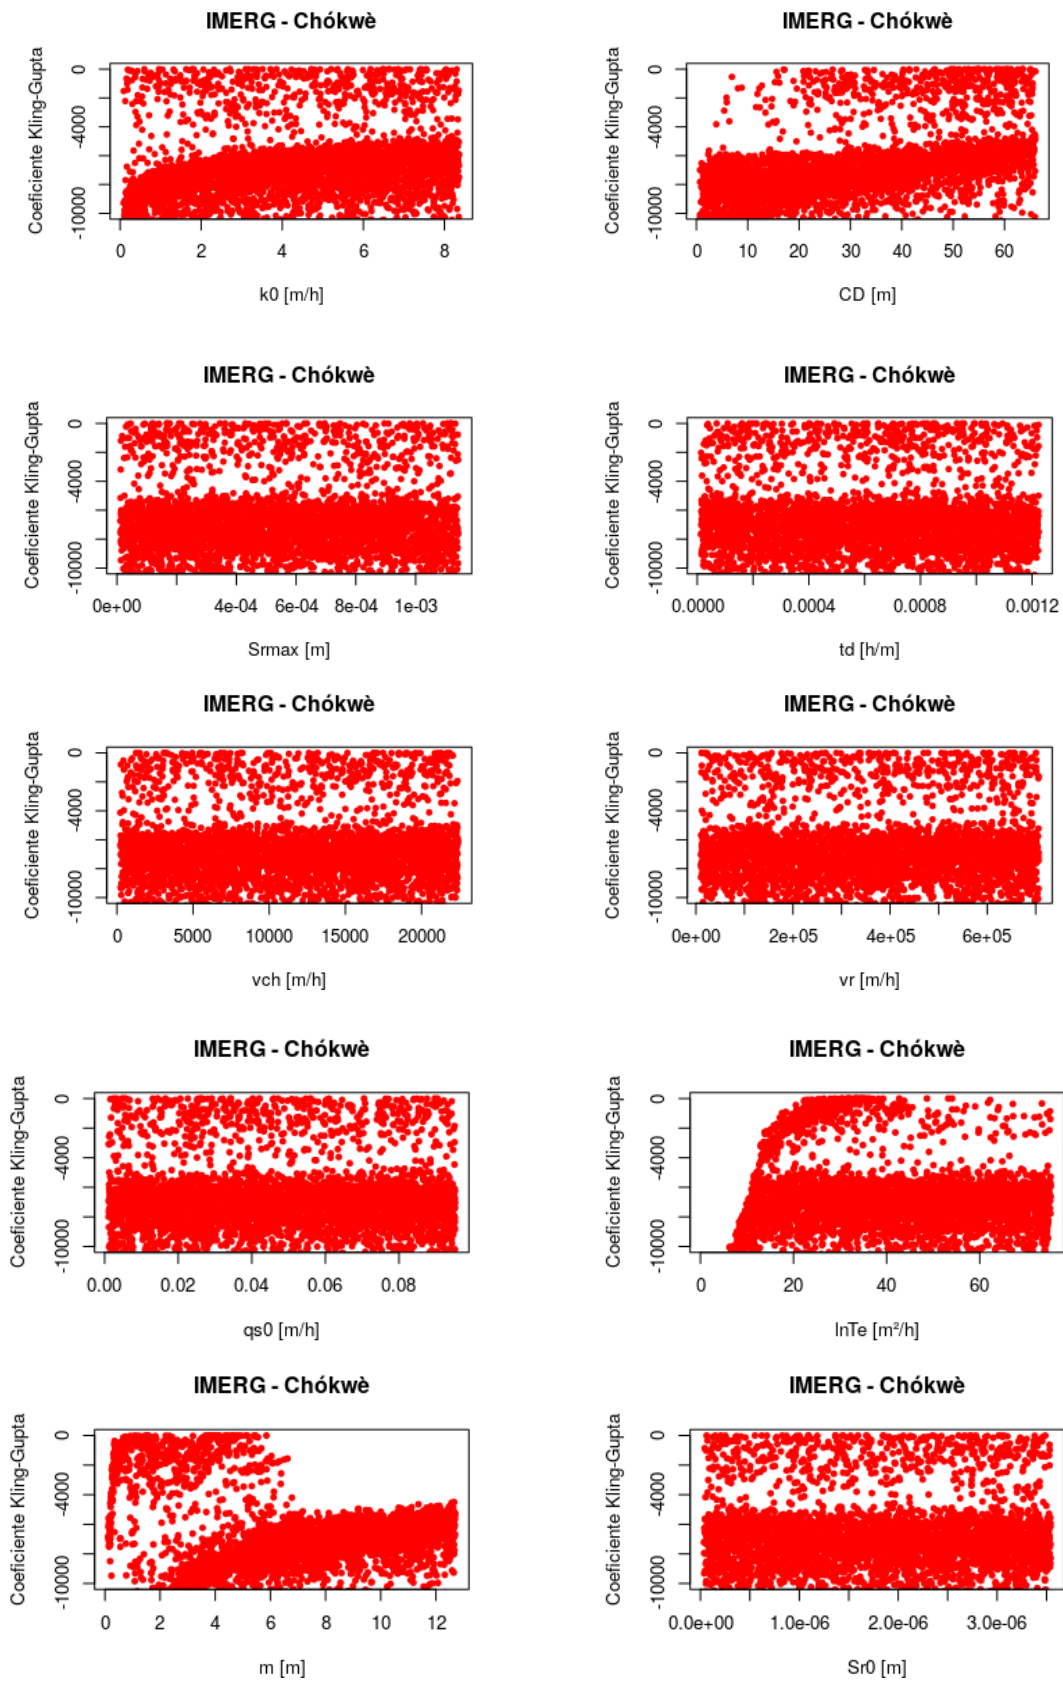 IMERG - Chókwè
Coeficiente Kling-Gupta
0
-4000
-10000
0 2 4 6 8
k0 [m/h]
IMERG - Chókwè
Coeficiente Kling-Gupta
0
-4000
-10000
0 10 20 30 40 50 60
CD [m]
IMERG - Chókwè
Coeficiente Kling-Gupta
0
-4000
-10000
0e+00 4e-04 6e-04 8e-04 1e-03
Srmax [m]
IMERG - Chókwè
Coeficiente Kling-Gupta
0
-4000
-10000
0.0000 0.0004 0.0008 0.0012
td [h/m]
IMERG - Chókwè
Coeficiente Kling-Gupta
0
-4000
-10000
0 5000 10000 15000 20000
vch [m/h]
IMERG - Chókwè
Coeficiente Kling-Gupta
0
-4000
-10000
0e+00 2e+05 4e+05 6e+05
vr [m/h]
IMERG - Chókwè
Coeficiente Kling-Gupta
0
-4000
-10000
0.00 0.02 0.04 0.06 0.08
qs0 [m/h]
IMERG - Chókwè
Coeficiente Kling-Gupta
0
-4000
-10000
0 20 40 60
lnTe [m²/h]
IMERG - Chókwè
Coeficiente Kling-Gupta
0
-4000
-10000
0 2 4 6 8 10 12
m [m]
IMERG - Chókwè
Coeficiente Kling-Gupta
0
-4000
-10000
0.0e+00 1.0e-06 2.0e-06 3.0e-06
Sr0 [m]